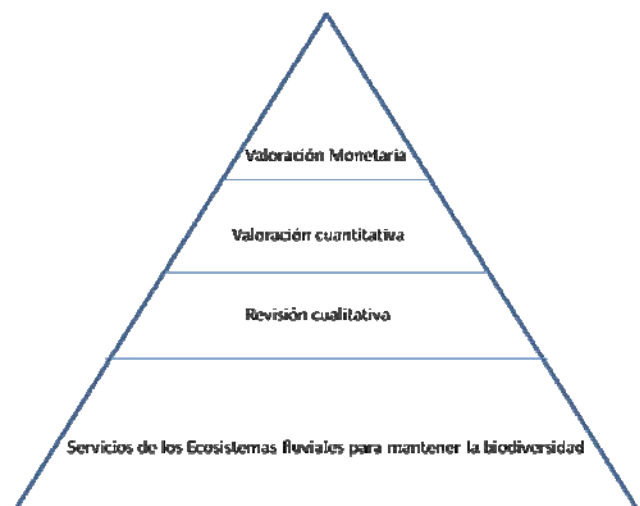 Valoración Monetaria
Valoración cuantitativa
Revisión cualitativa
Servicios de los Ecosistemas fluviales para mantener la biodiversidad